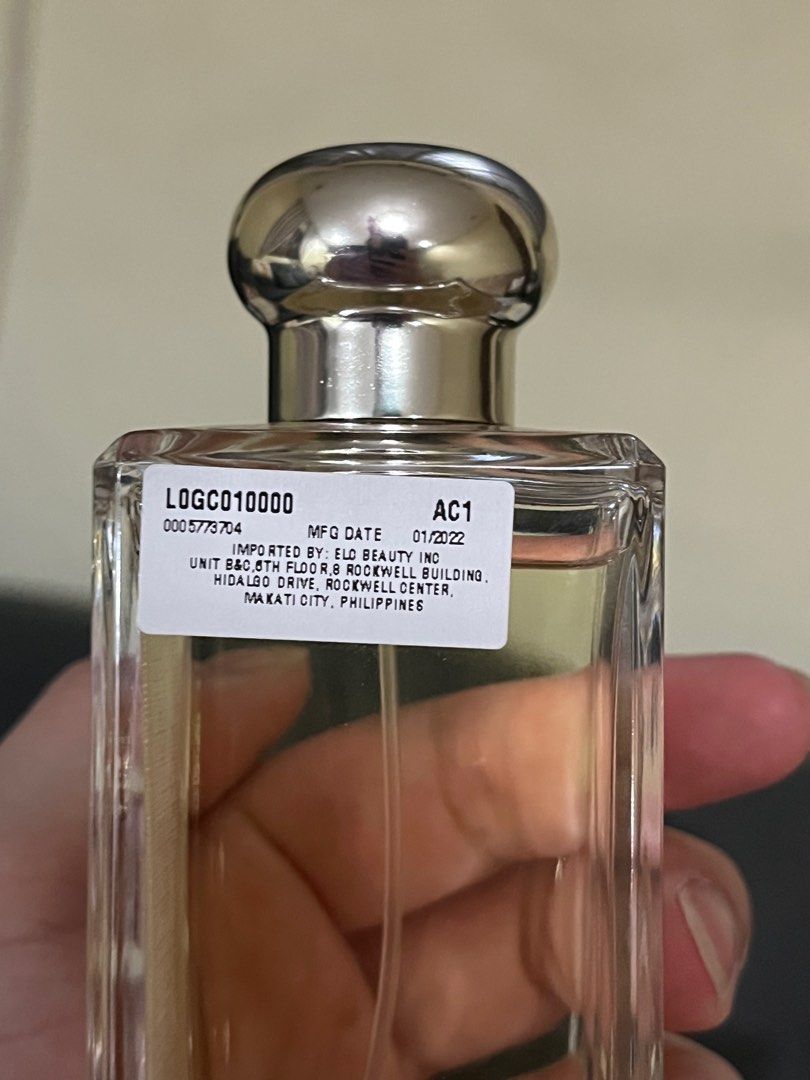 L0GC010000 AC1
0005773704 MFG DATE 01/2022
IMPORTED BY: ELC BEAUTY INC
UNIT B&C,6TH FLOOR,8 ROCKWELL BUILDING,
HIDALGO DRIVE, ROCKWELL CENTER,
MAKATI CITY, PHILIPPINES